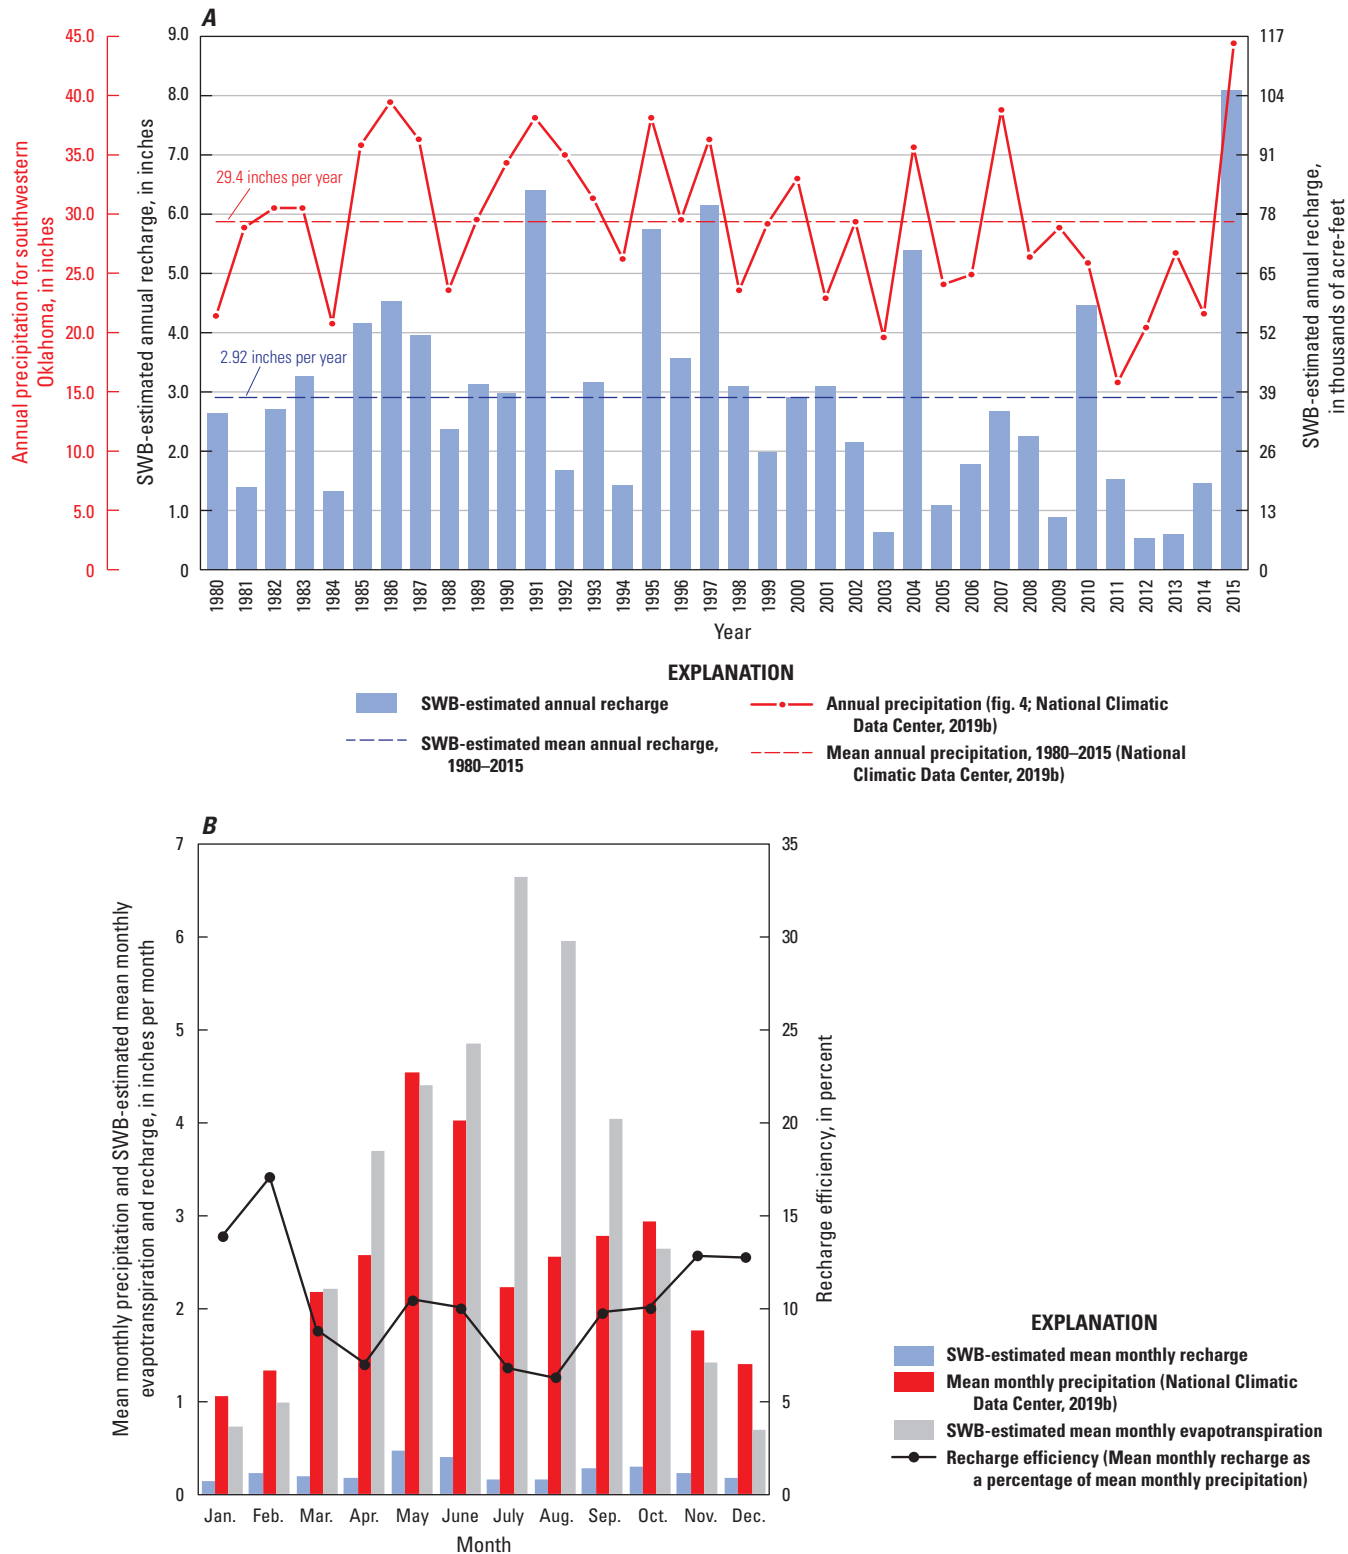 A
Annual precipitation for southwestern
Oklahoma, in inches
45.0
40.0
35.0
30.0
25.0
20.0
15.0
10.0
5.0
0
SWB-estimated annual recharge, in inches
9.0
8.0
7.0
6.0
5.0
4.0
3.0
2.0
1.0
0
29.4 inches per year
2.92 inches per year
117
104
91
78
65
52
39
26
13
0
SWB-estimated annual recharge,
in thousands of acre-feet
1980
1981
1982
1983
1984
1985
1986
1987
1988
1989
1990
1991
1992
1993
1994
1995
1996
1997
1998
1999
2000
2001
2002
2003
2004
2005
2006
2007
2008
2009
2010
2011
2012
2013
2014
2015
Year
EXPLANATION
SWB-estimated annual recharge
SWB-estimated mean annual recharge,
1980–2015
Annual precipitation (fig. 4; National Climatic
Data Center, 2019b)
Mean annual precipitation, 1980–2015 (National
Climatic Data Center, 2019b)
B
Mean monthly precipitation and SWB-estimated mean monthly
evapotranspiration and recharge, in inches per month
7
6
5
4
3
2
1
0
35
30
25
20
15
10
5
0
Recharge efficiency, in percent
Jan.
Feb.
Mar.
Apr.
May
June
July
Aug.
Sep.
Oct.
Nov.
Dec.
Month
EXPLANATION
SWB-estimated mean monthly recharge
Mean monthly precipitation (National Climatic
Data Center, 2019b)
SWB-estimated mean monthly evapotranspiration
Recharge efficiency (Mean monthly recharge as
a percentage of mean monthly precipitation)